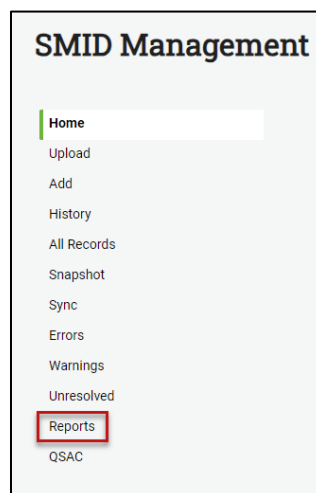 SMID Management
Home
Upload
Add
History
All Records
Snapshot
Sync
Errors
Warnings
Unresolved
Reports
QSAC